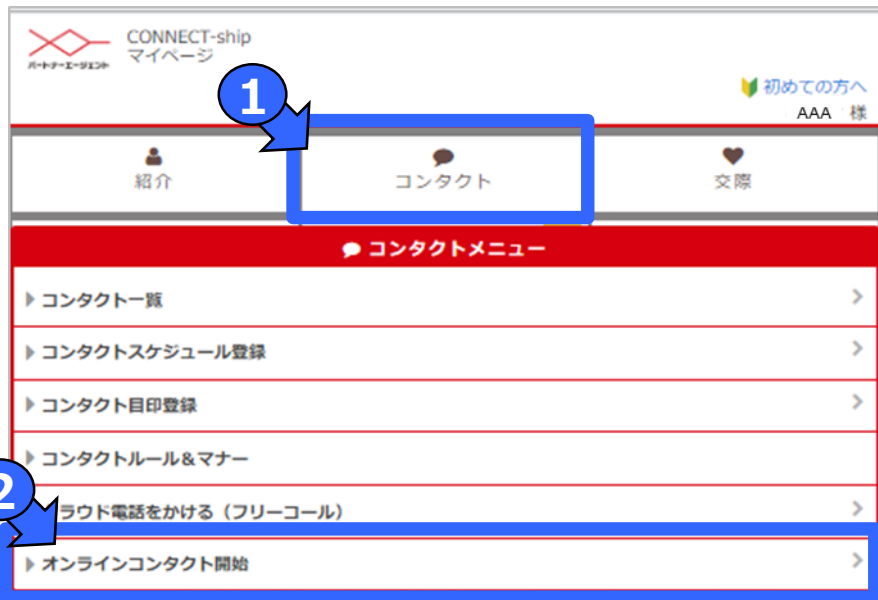 CONNECT-ship
マイページ
パートナーエージェント
1
初めての方へ
AAA 様
紹介
コンタクト
交際
コンタクトメニュー
コンタクト一覧
コンタクトスケジュール登録
コンタクト目印登録
コンタクトルール&マナー
2
ラウド電話をかける（フリーコール）
オンラインコンタクト開始